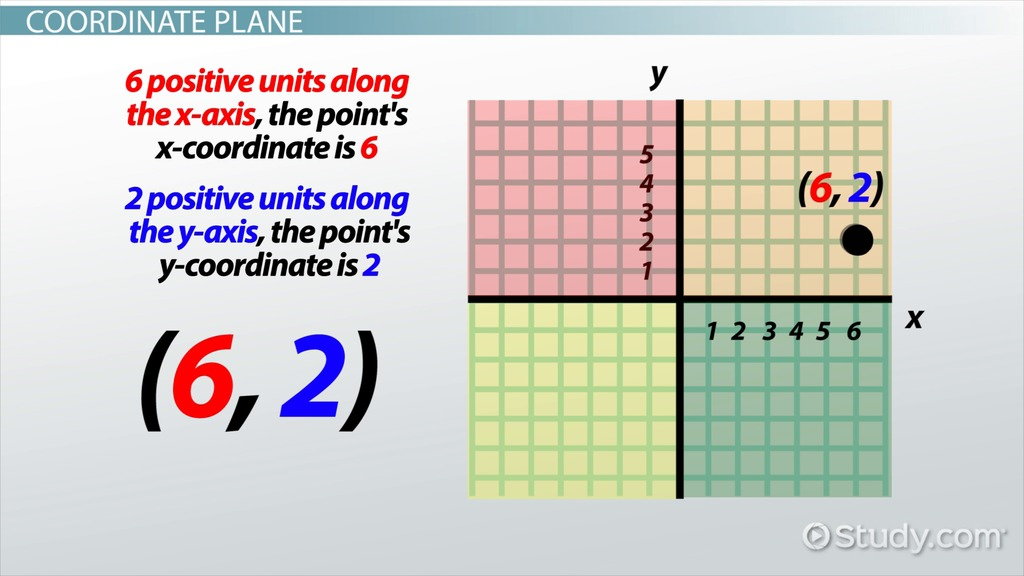 COORDINATE PLANE
6 positive units along
the x-axis, the point's
x-coordinate is 6
2 positive units along
the y-axis, the point's
y-coordinate is 2
(6, 2)
y
5
4
3
2
1
(6, 2)
1 2 3 4 5 6
x
Study.com